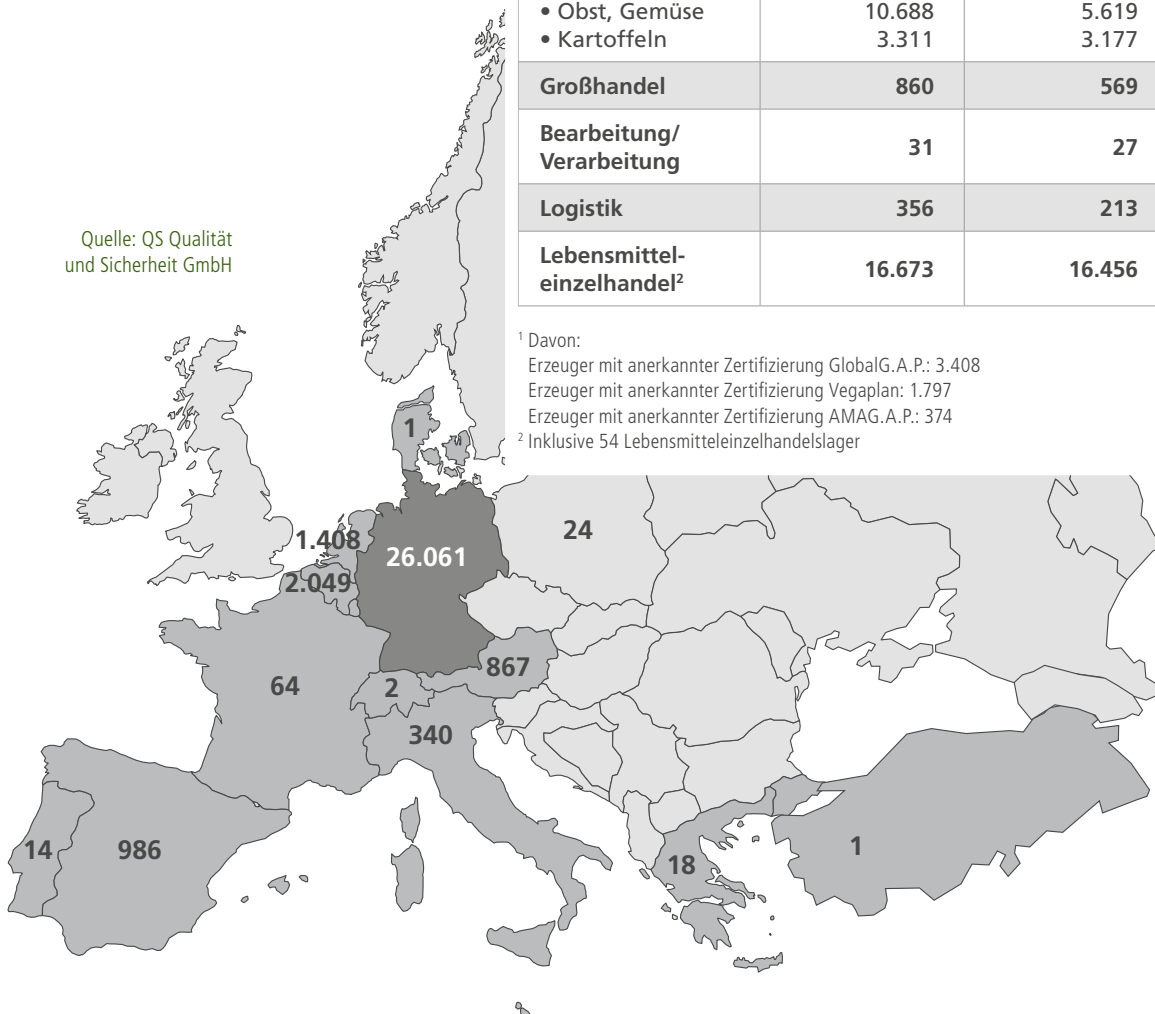 • Obst, Gemüse 10.688 5.619
• Kartoffeln 3.311 3.177
Großhandel 860 569
Bearbeitung/
Verarbeitung 31 27
Logistik 356 213
Lebensmittel-
einzelhandel² 16.673 16.456
Quelle: QS Qualität
und Sicherheit GmbH
¹ Davon:
Erzeuger mit anerkannter Zertifizierung GlobalG.A.P.: 3.408
Erzeuger mit anerkannter Zertifizierung Vegaplan: 1.797
Erzeuger mit anerkannter Zertifizierung AMAG.A.P.: 374
² Inklusive 54 Lebensmitteleinzelhandelslager
1
24
1.408
26.061
2.049
867
64
2
340
14
986
18
1